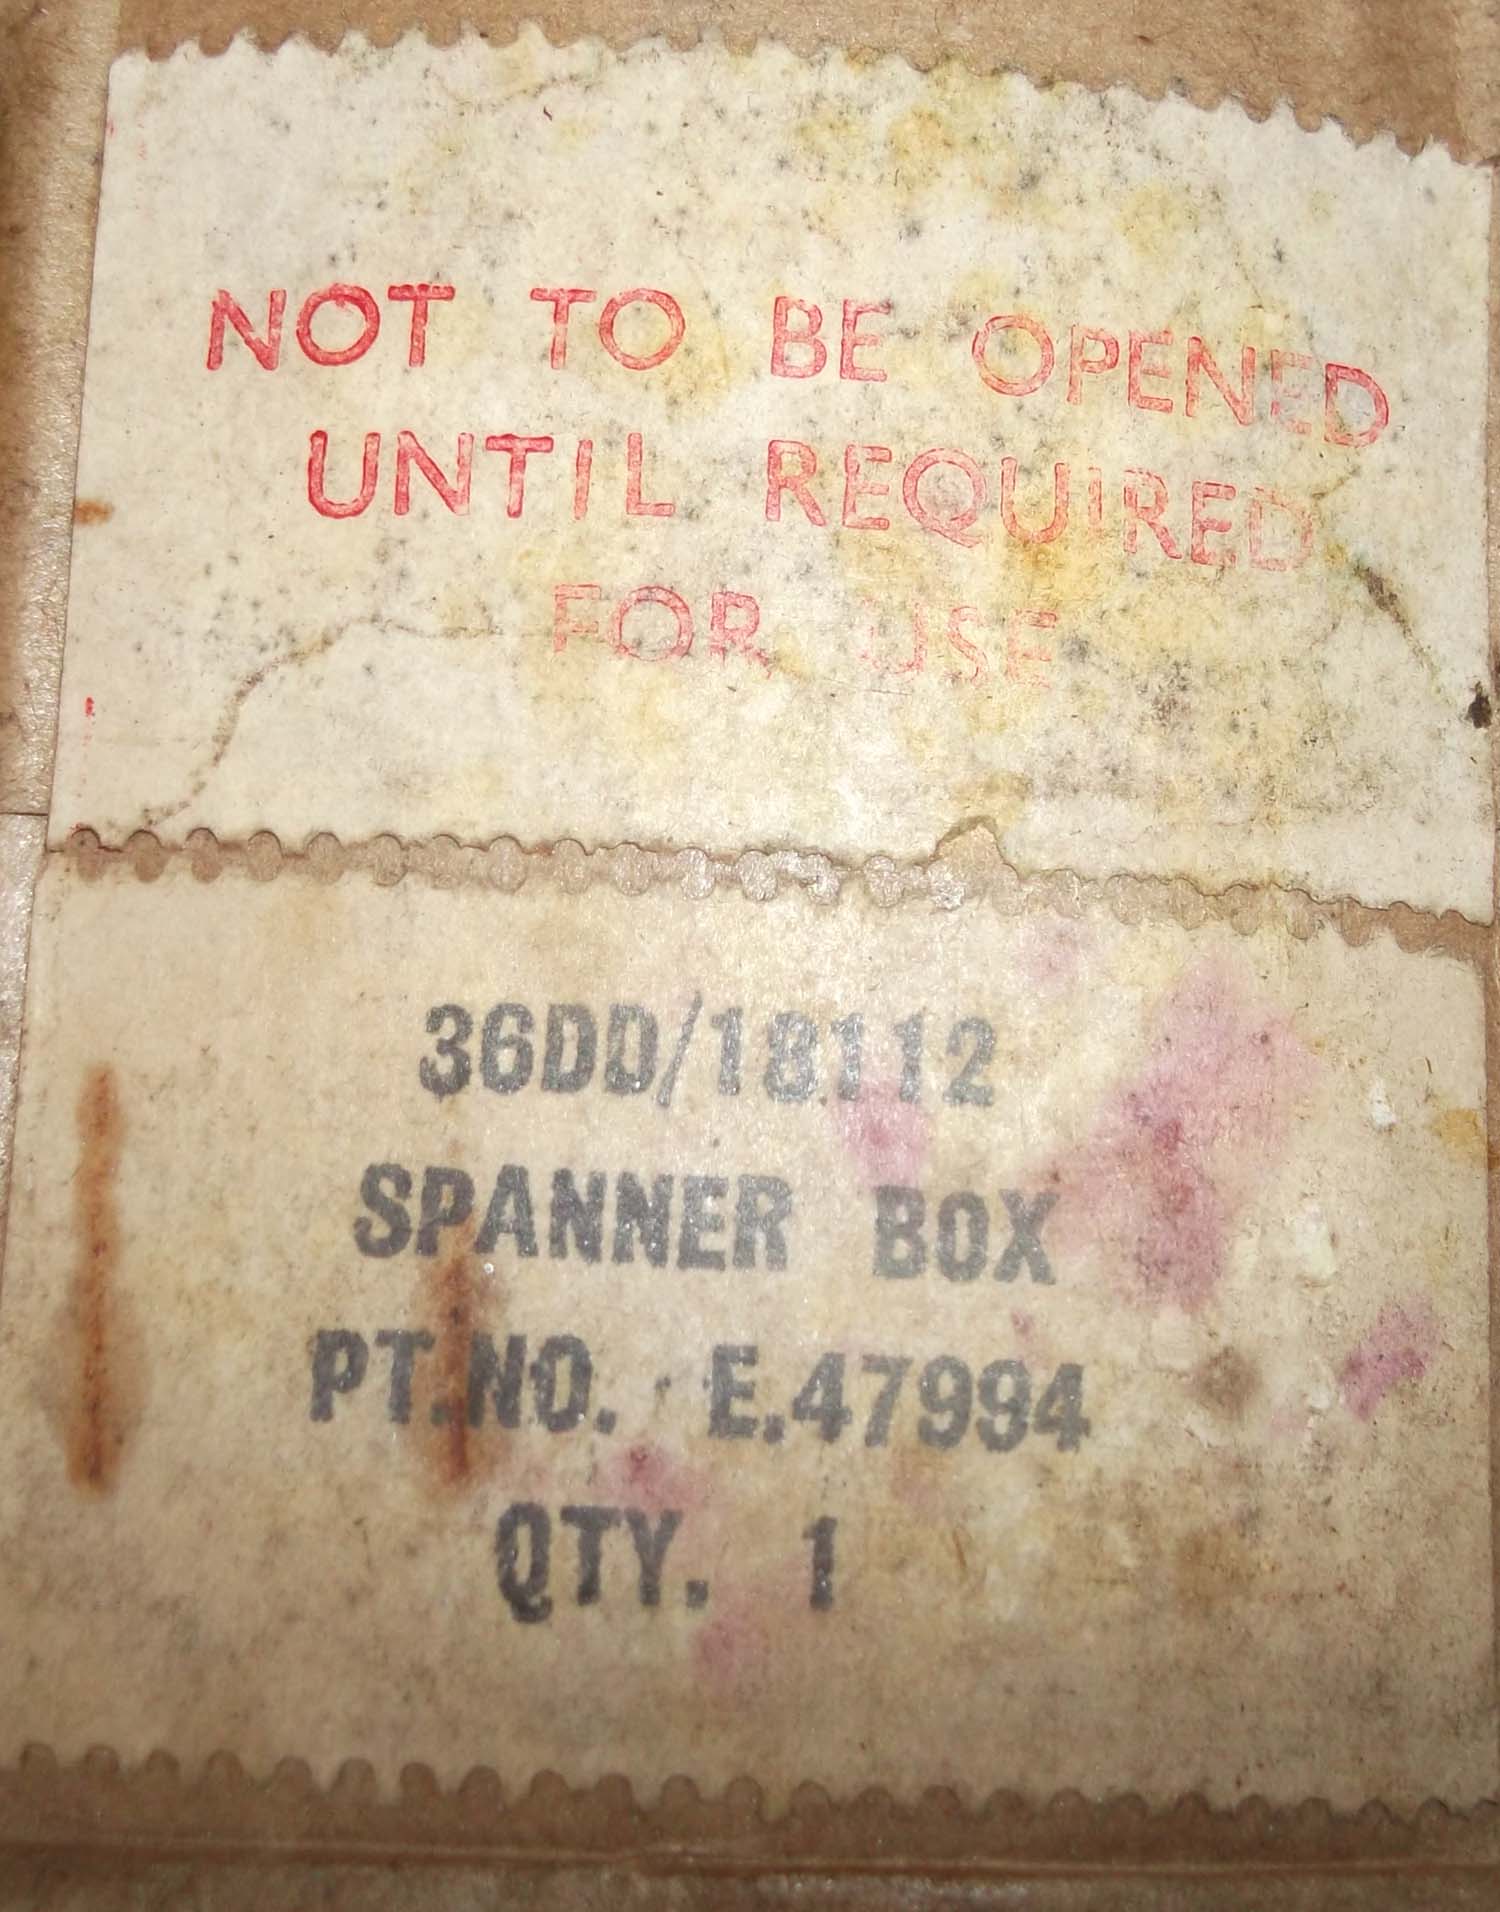 NOT TO BE OPENED
UNTIL REQUIRED
FOR USE
36DD/18112
SPANNER BOX
PT.NO. E.47994
QTY. 1